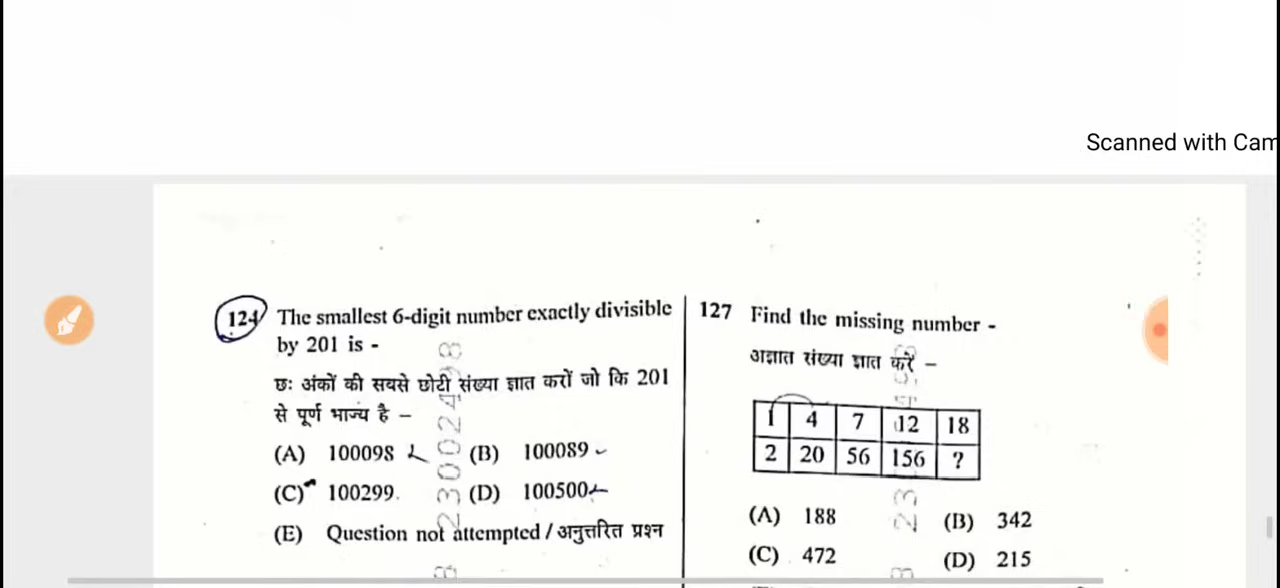 Scanned with Cam
124 The smallest 6-digit number exactly divisible
by 201 is -
छः अंकों की सबसे छोटी संख्या ज्ञात करों जो कि 201
से पूर्ण भाज्य है –
(A) 100098 (B) 100089
(C) 100299. (D) 100500
(E) Question not attempted / अनुत्तरित प्रश्न
127 Find the missing number -
अज्ञात संख्या ज्ञात करें –
1 4 7 12 18
2 20 56 156 ?
(A) 188 (B) 342
(C) 472 (D) 215